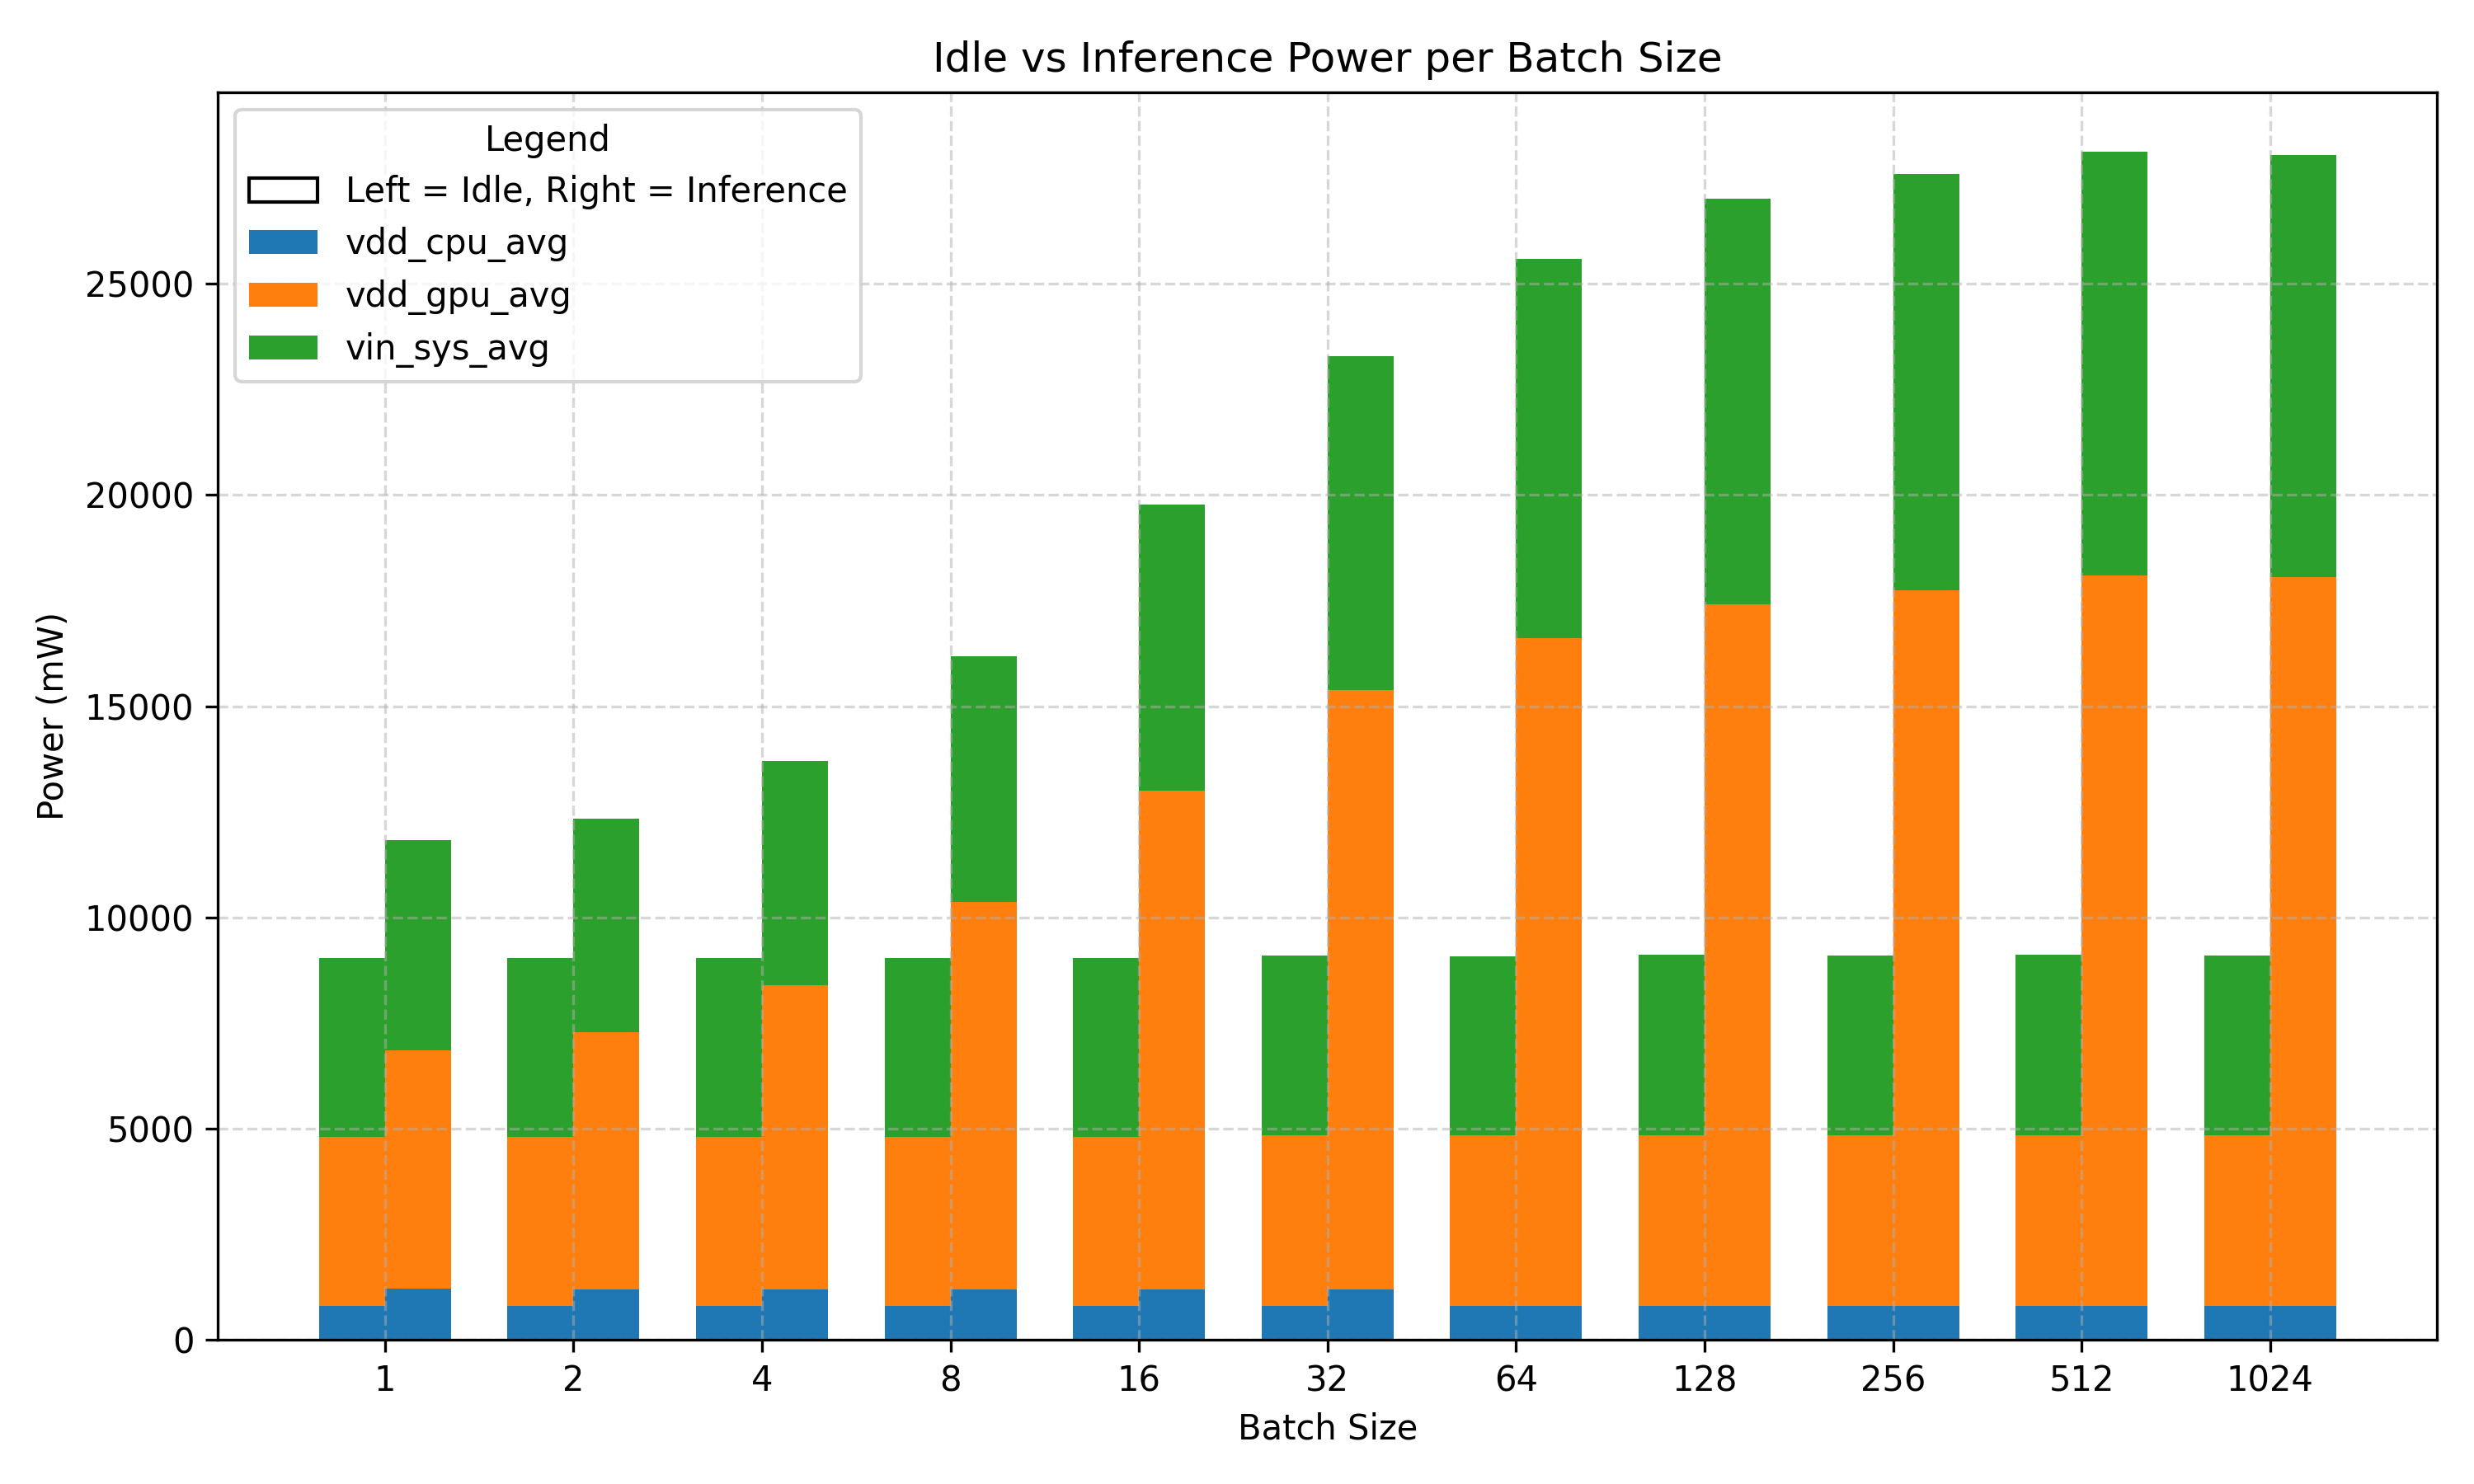 Idle vs Inference Power per Batch Size
Legend
Left = Idle, Right = Inference
vdd_cpu_avg
vdd_gpu_avg
vin_sys_avg
25000
20000
15000
10000
5000
0
Power (mW)
1 2 4 8 16 32 64 128 256 512 1024
Batch Size